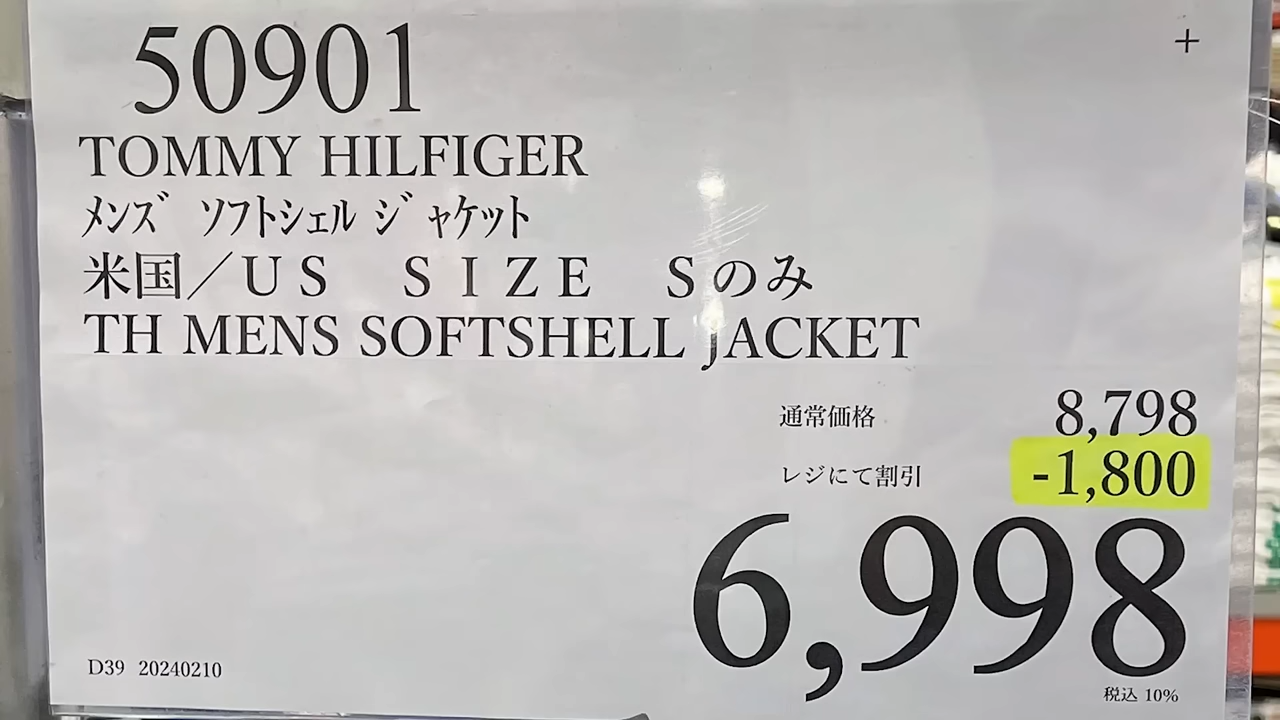 50901
+
TOMMY HILFIGER
ﾒﾝｽﾞ ｿﾌﾄｼｪﾙ ｼﾞｬｹｯﾄ
米国／ＵＳ　ＳＩＺＥ　Ｓのみ
TH MENS SOFTSHELL JACKET
通常価格 8,798
レジにて割引 -1,800
6,998
D39 20240210
税込 10%